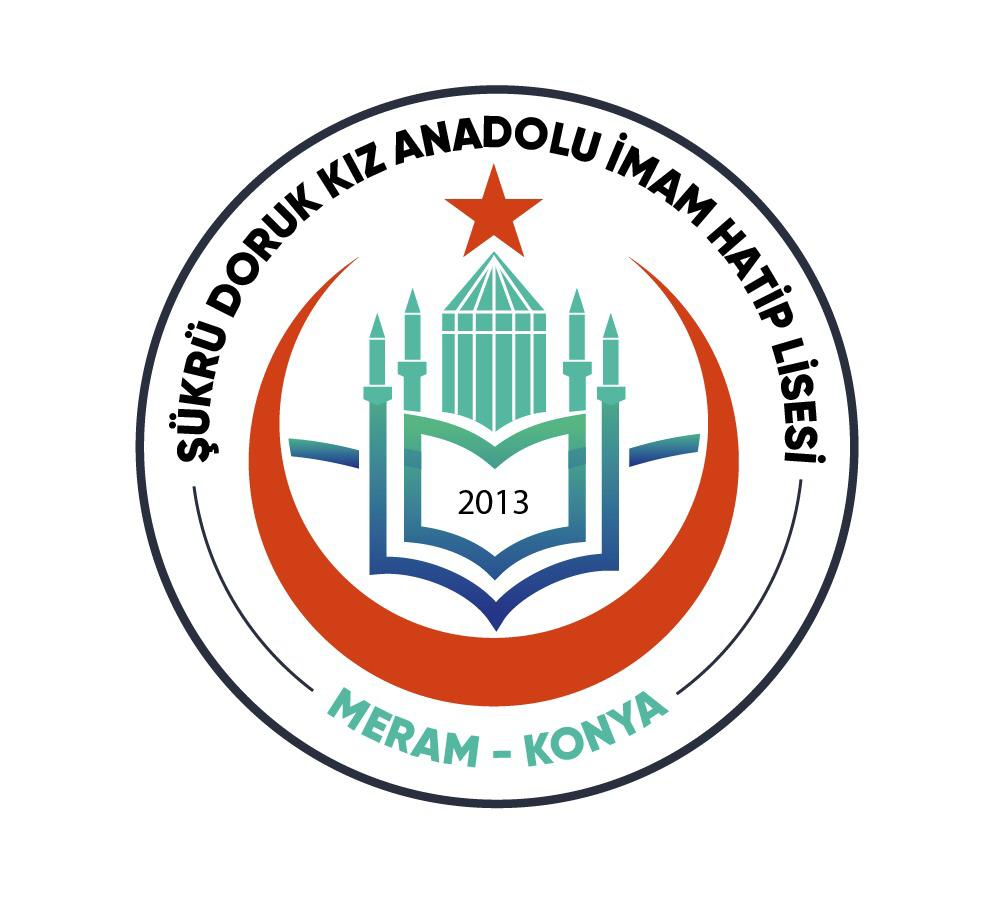 ŞÜKRÜ DORUK KIZ ANADOLU İMAM HATİP LİSESİ
2013
MERAM - KONYA